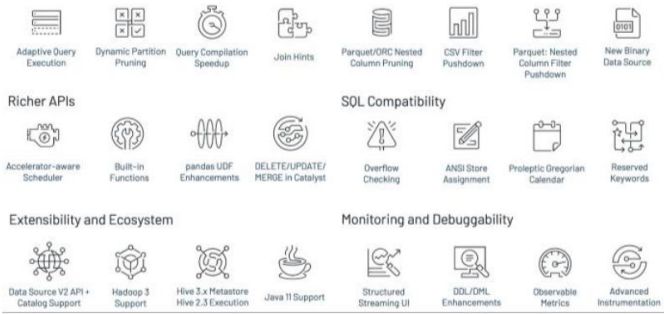 Adaptive Query
Execution
Dynamic Partition
Pruning
Query Compilation
Speedup
Join Hints
Parquet/ORC Nested
Column Pruning
CSV Filter
Pushdown
Parquet: Nested
Column Filter
Pushdown
0101
New Binary
Data Source
Richer APIs
SQL Compatibility
Accelerator-aware
Scheduler
Built-in
Functions
pandas UDF
Enhancements
DELETE/UPDATE/
MERGE in Catalyst
Overflow
Checking
ANSI Store
Assignment
Proleptic Gregorian
Calendar
Reserved
Keywords
Extensibility and Ecosystem
Monitoring and Debuggability
Data Source V2 API +
Catalog Support
Hadoop 3
Support
Hive 3.x Metastore
Hive 2.3 Execution
Java 11 Support
Structured
Streaming UI
DDL/DML
Enhancements
Observable
Metrics
Advanced
Instrumentation